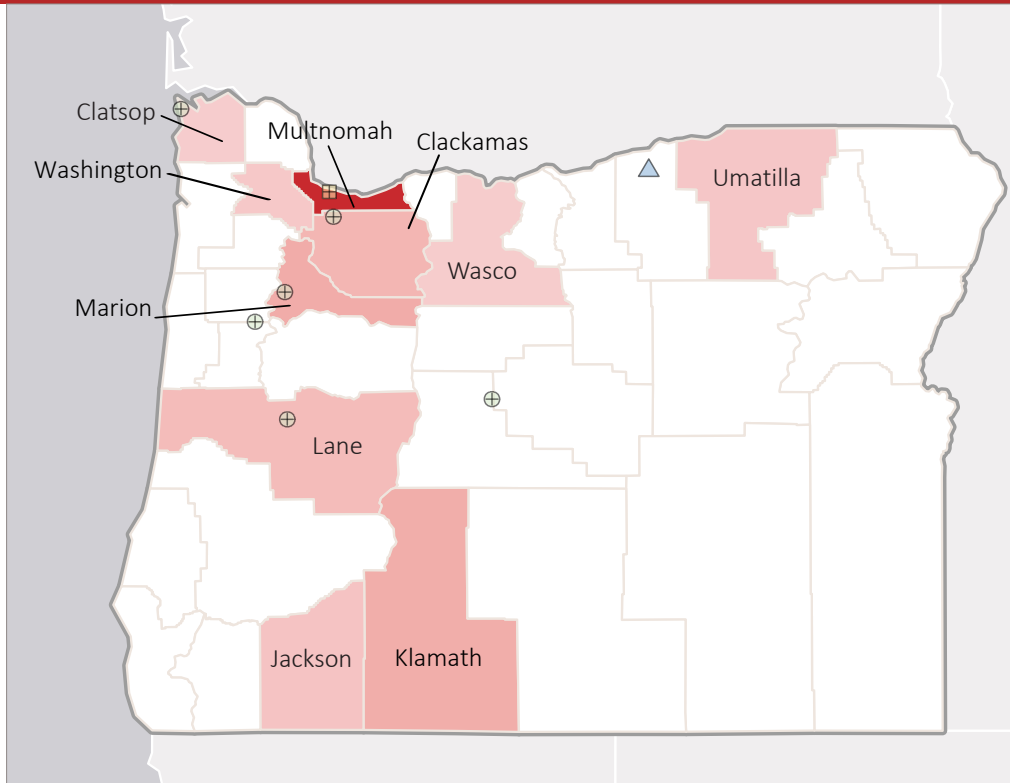 Clatsop
Multnomah
Clackamas
Washington
Umatilla
Wasco
Marion
Lane
Jackson
Klamath